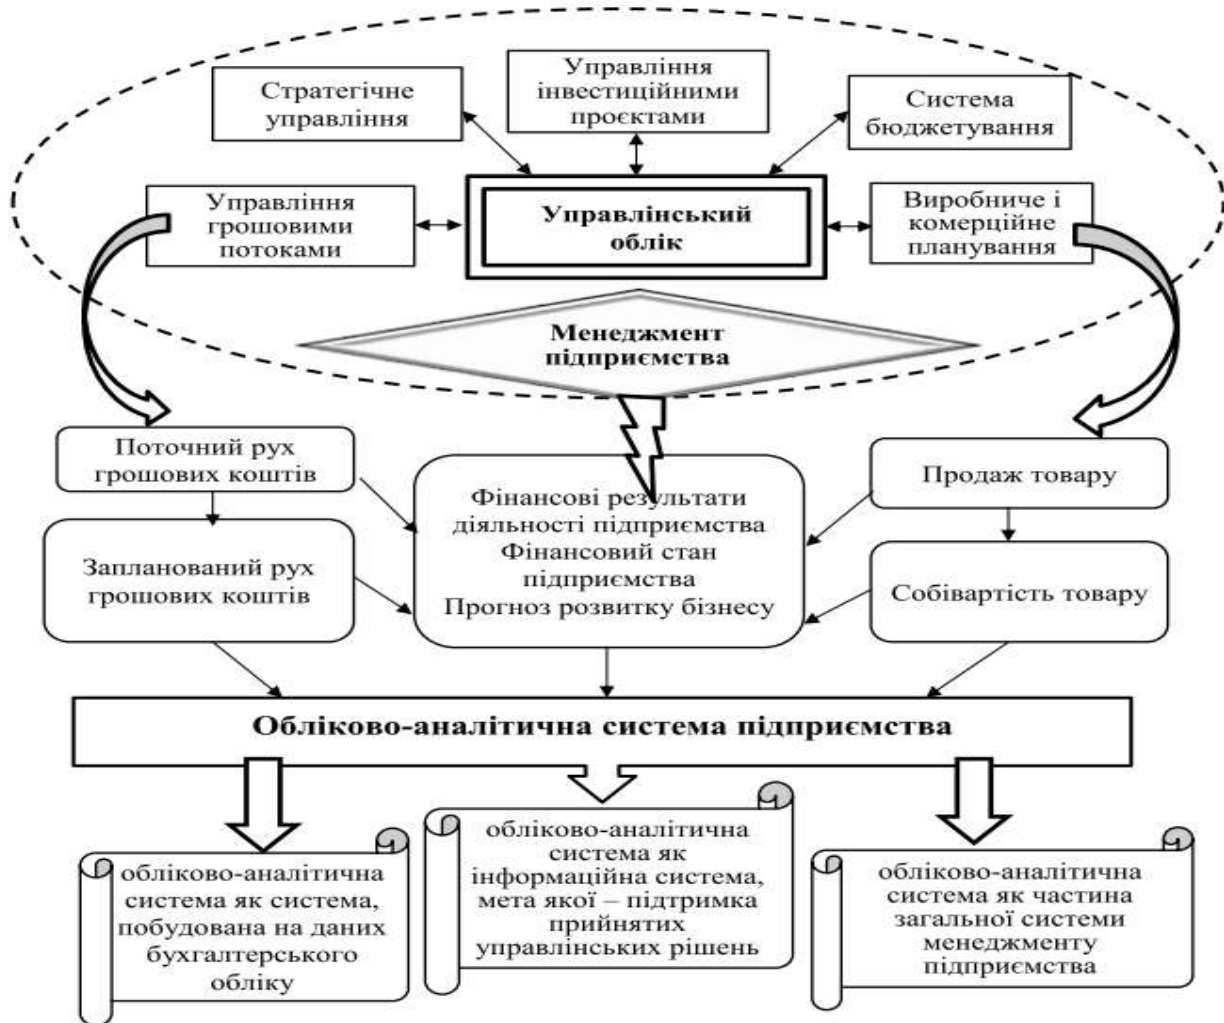 Стратегічне
управління
Управління
інвестиційними
проєктами
Система
бюджетування
Управління
грошовими
потоками
Управлінський
облік
Виробниче і
комерційне
планування
Менеджмент
підприємства
Поточний рух
грошових коштів
Запланований рух
грошових коштів
Фінансові результати
діяльності підприємства
Фінансовий стан
підприємства
Прогноз розвитку бізнесу
Продаж товару
Собівартість товару
Обліково-аналітична система підприємства
обліково-аналітична
система як система,
побудована на даних
бухгалтерського
обліку
обліково-аналітична
система як
інформаційна система,
мета якої – підтримка
прийнятих
управлінських рішень
обліково-аналітична
система як частина
загальної системи
менеджменту
підприємства